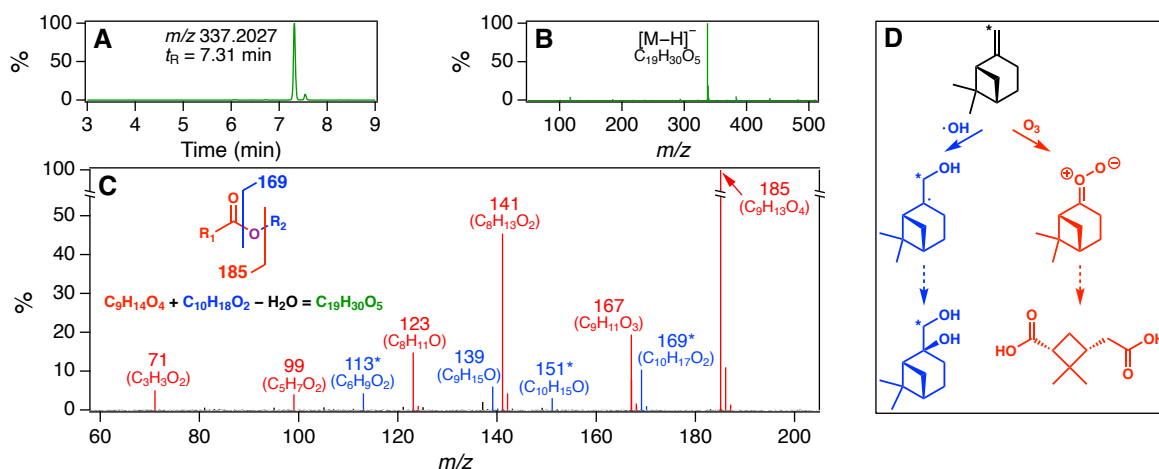 A
m/z 337.2027
tR = 7.31 min
%
100
50
0
3 4 5 6 7 8 9
Time (min)
B
[M−H]−
C19H30O5
%
100
50
0
100 200 300 400 500
m/z
C
%
100
50
40
30
20
10
0
169
O
R1 O R2
185
C9H14O4 + C10H18O2 − H2O = C19H30O5
71
(C3H3O2)
99
(C5H7O2)
113*
(C6H9O2)
123
(C8H11O)
139
(C9H15O)
141
(C8H13O2)
151*
(C10H15O)
167
(C9H11O3)
169*
(C10H17O2)
185
(C9H13O4)
60 80 100 120 140 160 180 200
m/z
D
*
·OH O3
* OH
·
⊕ O O ⊖
* OH
OH
O
HO
OH
O